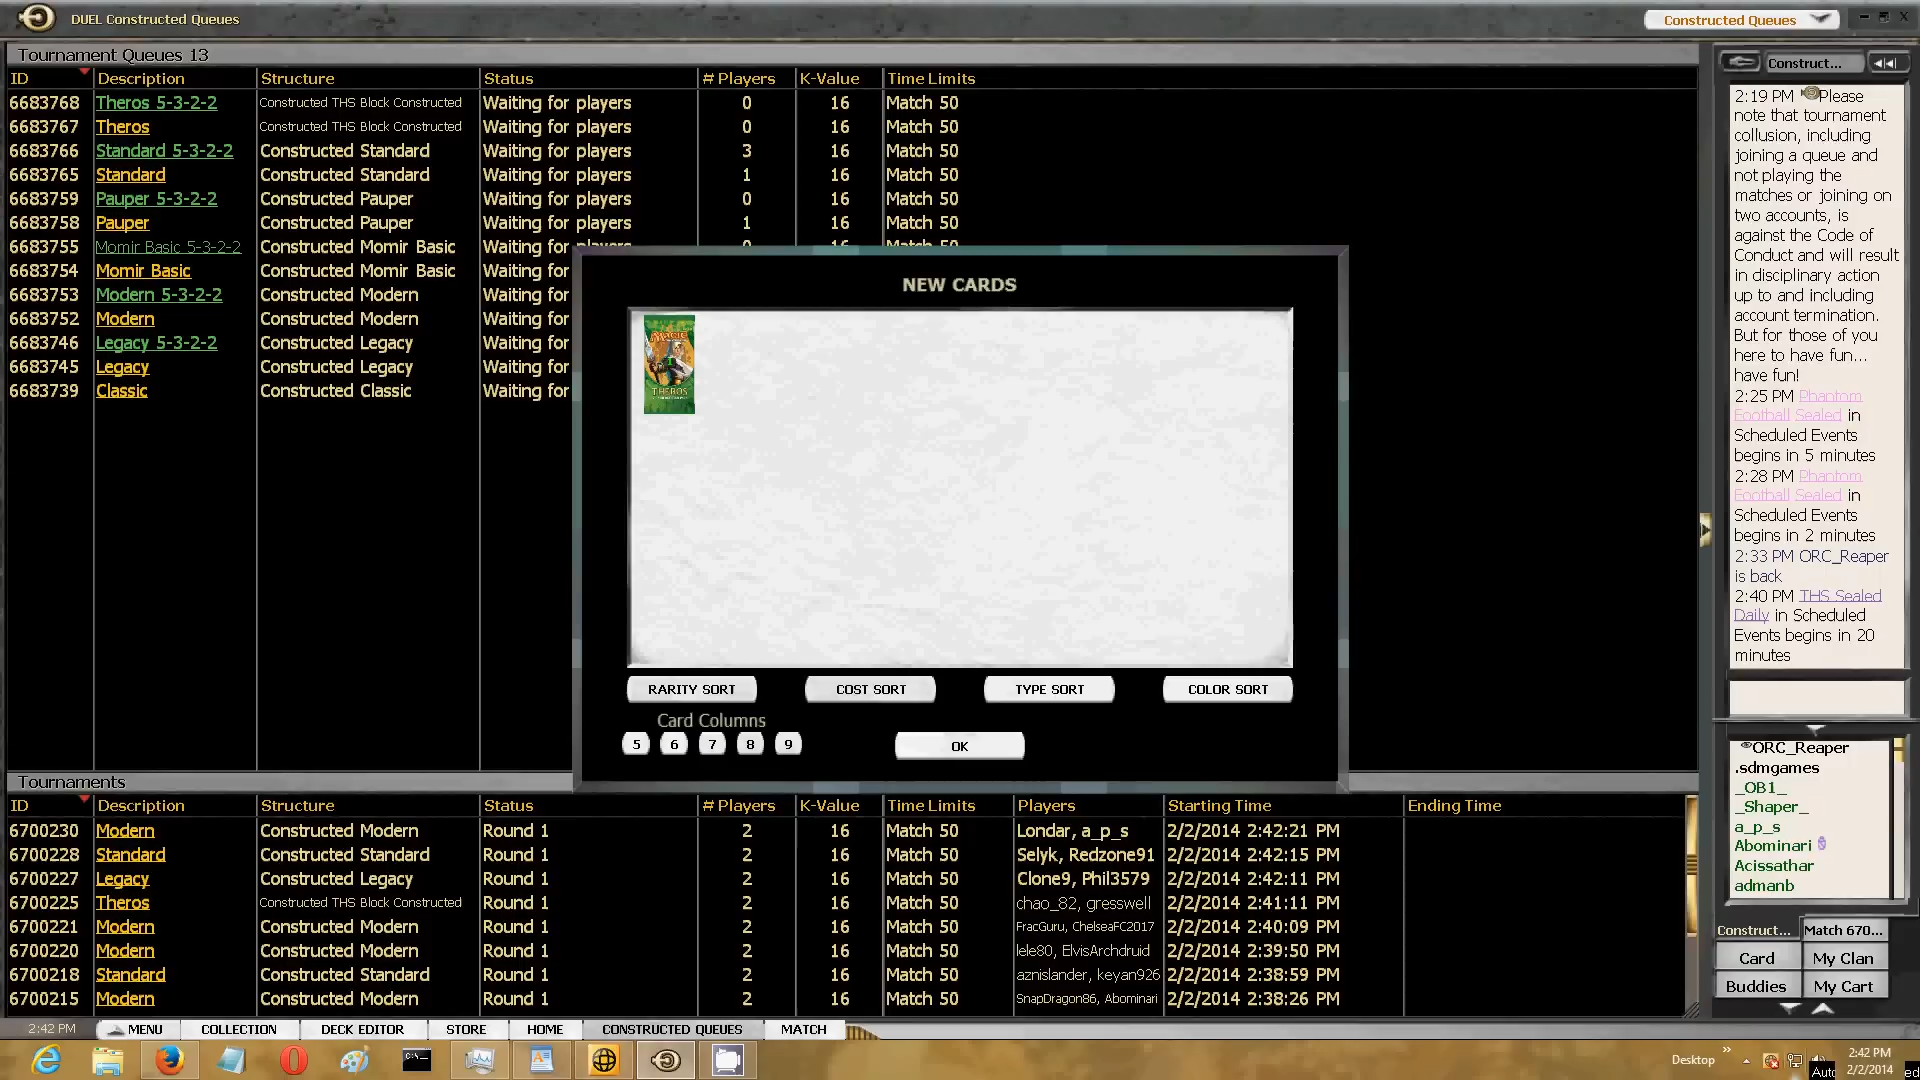 DUEL Constructed Queues
Constructed Queues
Tournament Queues 13
ID Description Structure Status # Players K-Value Time Limits
6683768 Theros 5-3-2-2 Constructed THS Block Constructed Waiting for players 0 16 Match 50
6683767 Theros Constructed THS Block Constructed Waiting for players 0 16 Match 50
6683766 Standard 5-3-2-2 Constructed Standard Waiting for players 3 16 Match 50
6683765 Standard Constructed Standard Waiting for players 1 16 Match 50
6683759 Pauper 5-3-2-2 Constructed Pauper Waiting for players 0 16 Match 50
6683758 Pauper Constructed Pauper Waiting for players 1 16 Match 50
6683755 Momir Basic 5-3-2-2 Constructed Momir Basic Waiting for players 0 16 Match 50
6683754 Momir Basic Constructed Momir Basic Waiting for
6683753 Modern 5-3-2-2 Constructed Modern Waiting for
6683752 Modern Constructed Modern Waiting for
6683746 Legacy 5-3-2-2 Constructed Legacy Waiting for
6683745 Legacy Constructed Legacy Waiting for
6683739 Classic Constructed Classic Waiting for
NEW CARDS
MAGIC
THEROS
RARITY SORT COST SORT TYPE SORT COLOR SORT
Card Columns
5 6 7 8 9 OK
Construct...
2:19 PM Please
note that tournament
collusion, including
joining a queue and
not playing the
matches or joining on
two accounts, is
against the Code of
Conduct and will result
in disciplinary action
up to and including
account termination.
But for those of you
here to have fun...
have fun!
2:25 PM Phantom
Football Sealed in
Scheduled Events
begins in 5 minutes
2:28 PM Phantom
Football Sealed in
Scheduled Events
begins in 2 minutes
2:33 PM ORC_Reaper
is back
2:40 PM THS Sealed
Daily in Scheduled
Events begins in 20
minutes
ORC_Reaper
.sdmgames
_OB1_
_Shaper_
a_p_s
Abominari
Acissathar
admanb
Construct... Match 670...
Card My Clan
Buddies My Cart
Tournaments
ID Description Structure Status # Players K-Value Time Limits Players Starting Time Ending Time
6700230 Modern Constructed Modern Round 1 2 16 Match 50 Londar, a_p_s 2/2/2014 2:42:21 PM
6700228 Standard Constructed Standard Round 1 2 16 Match 50 Selyk, Redzone91 2/2/2014 2:42:15 PM
6700227 Legacy Constructed Legacy Round 1 2 16 Match 50 Clone9, Phil3579 2/2/2014 2:42:11 PM
6700225 Theros Constructed THS Block Constructed Round 1 2 16 Match 50 chao_82, gresswell 2/2/2014 2:41:11 PM
6700221 Modern Constructed Modern Round 1 2 16 Match 50 FracGuru, ChelseaFC2017 2/2/2014 2:40:09 PM
6700220 Modern Constructed Modern Round 1 2 16 Match 50 lele80, ElvisArchdruid 2/2/2014 2:39:50 PM
6700218 Standard Constructed Standard Round 1 2 16 Match 50 aznislander, keyan926 2/2/2014 2:38:59 PM
6700215 Modern Constructed Modern Round 1 2 16 Match 50 SnapDragon86, Abominari 2/2/2014 2:38:26 PM
2:42 PM MENU COLLECTION DECK EDITOR STORE HOME CONSTRUCTED QUEUES MATCH
Desktop
2:42 PM
2/2/2014